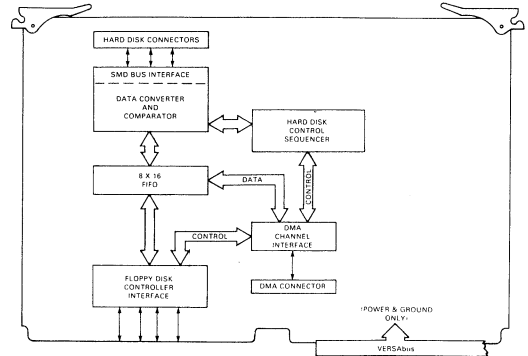 HARD DISK CONNECTORS
SMD BUS INTERFACE
DATA CONVERTER
AND
COMPARATOR
HARD DISK
CONTROL
SEQUENCER
8 X 16
FIFO
DATA
CONTROL
CONTROL
DMA
CHANNEL
INTERFACE
FLOPPY DISK
CONTROLLER
INTERFACE
DMA CONNECTOR
(POWER & GROUND
ONLY)
VERSAbus